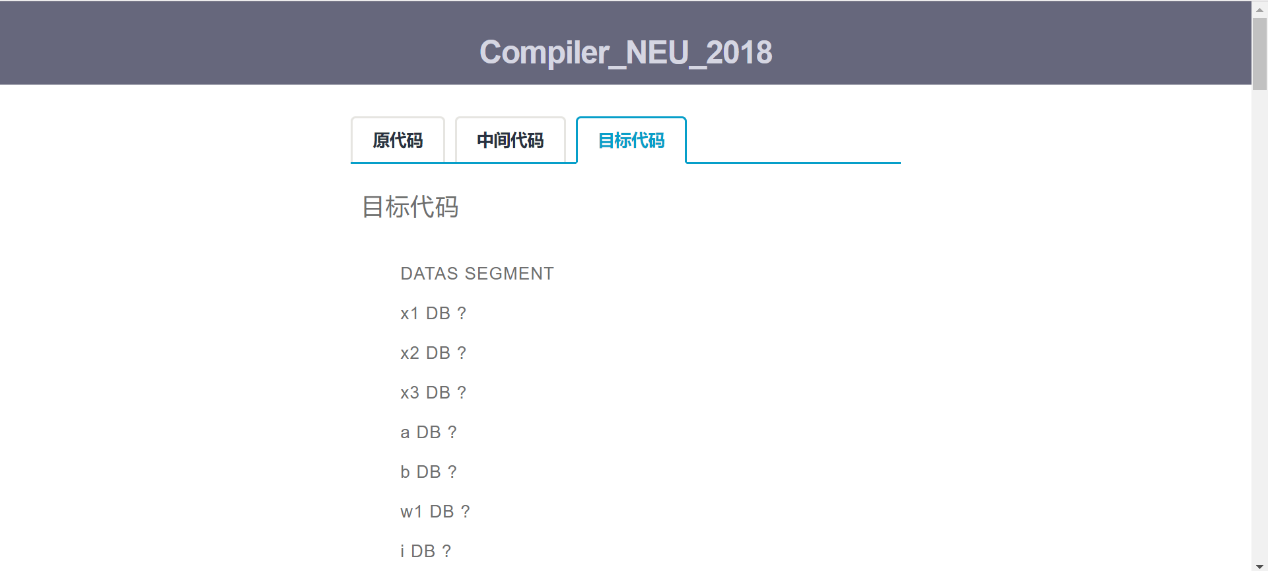 Compiler_NEU_2018
原代码 中间代码 目标代码
目标代码
DATAS SEGMENT
x1 DB ?
x2 DB ?
x3 DB ?
a DB ?
b DB ?
w1 DB ?
i DB ?